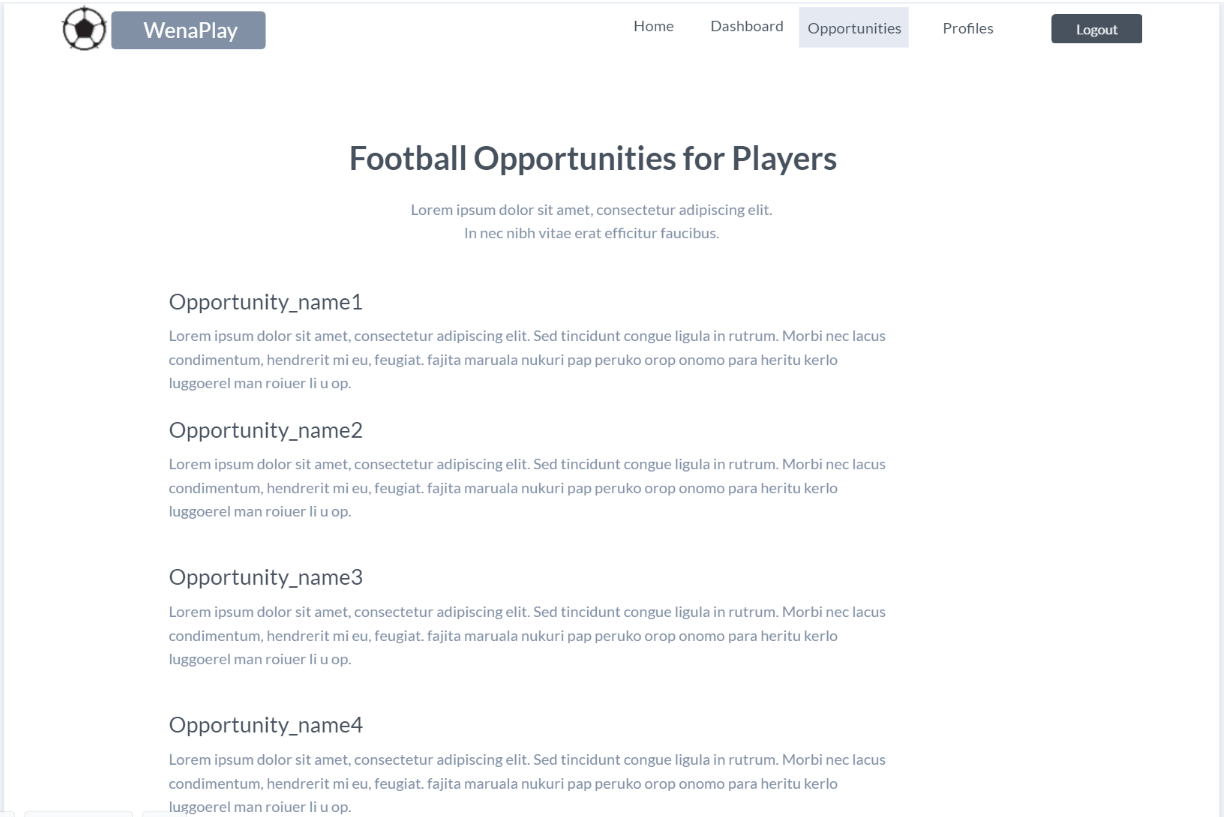 WenaPlay
Home
Dashboard
Opportunities
Profiles
Logout
Football Opportunities for Players
Lorem ipsum dolor sit amet, consectetur adipiscing elit.
In nec nibh vitae erat efficitur faucibus.
Opportunity_name1
Lorem ipsum dolor sit amet, consectetur adipiscing elit. Sed tincidunt congue ligula in rutrum. Morbi nec lacus
condimentum, hendrerit mi eu, feugiat. fajita maruala nukuri pap peruko orop onomo para heritu kerlo
luggoerel man roiuer li u op.
Opportunity_name2
Lorem ipsum dolor sit amet, consectetur adipiscing elit. Sed tincidunt congue ligula in rutrum. Morbi nec lacus
condimentum, hendrerit mi eu, feugiat. fajita maruala nukuri pap peruko orop onomo para heritu kerlo
luggoerel man roiuer li u op.
Opportunity_name3
Lorem ipsum dolor sit amet, consectetur adipiscing elit. Sed tincidunt congue ligula in rutrum. Morbi nec lacus
condimentum, hendrerit mi eu, feugiat. fajita maruala nukuri pap peruko orop onomo para heritu kerlo
luggoerel man roiuer li u op.
Opportunity_name4
Lorem ipsum dolor sit amet, consectetur adipiscing elit. Sed tincidunt congue ligula in rutrum. Morbi nec lacus
condimentum, hendrerit mi eu, feugiat. fajita maruala nukuri pap peruko orop onomo para heritu kerlo
luggoerel man roiuer li u op.